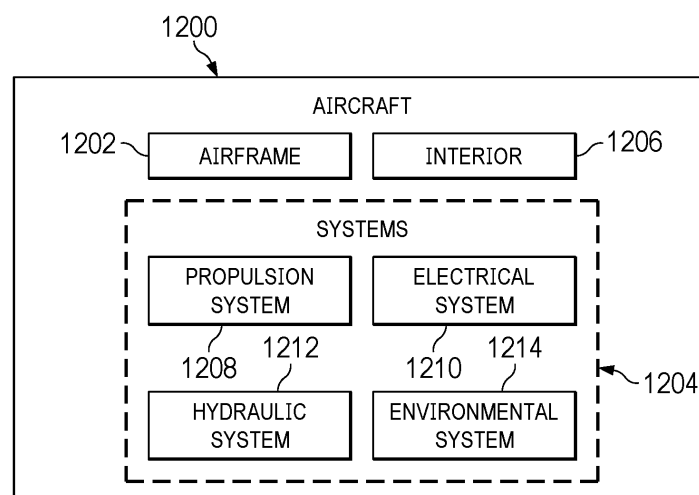 1200
AIRCRAFT
1202
AIRFRAME
INTERIOR
1206
SYSTEMS
PROPULSION
SYSTEM
ELECTRICAL
SYSTEM
1208
1212
1210
1214
1204
HYDRAULIC
SYSTEM
ENVIRONMENTAL
SYSTEM